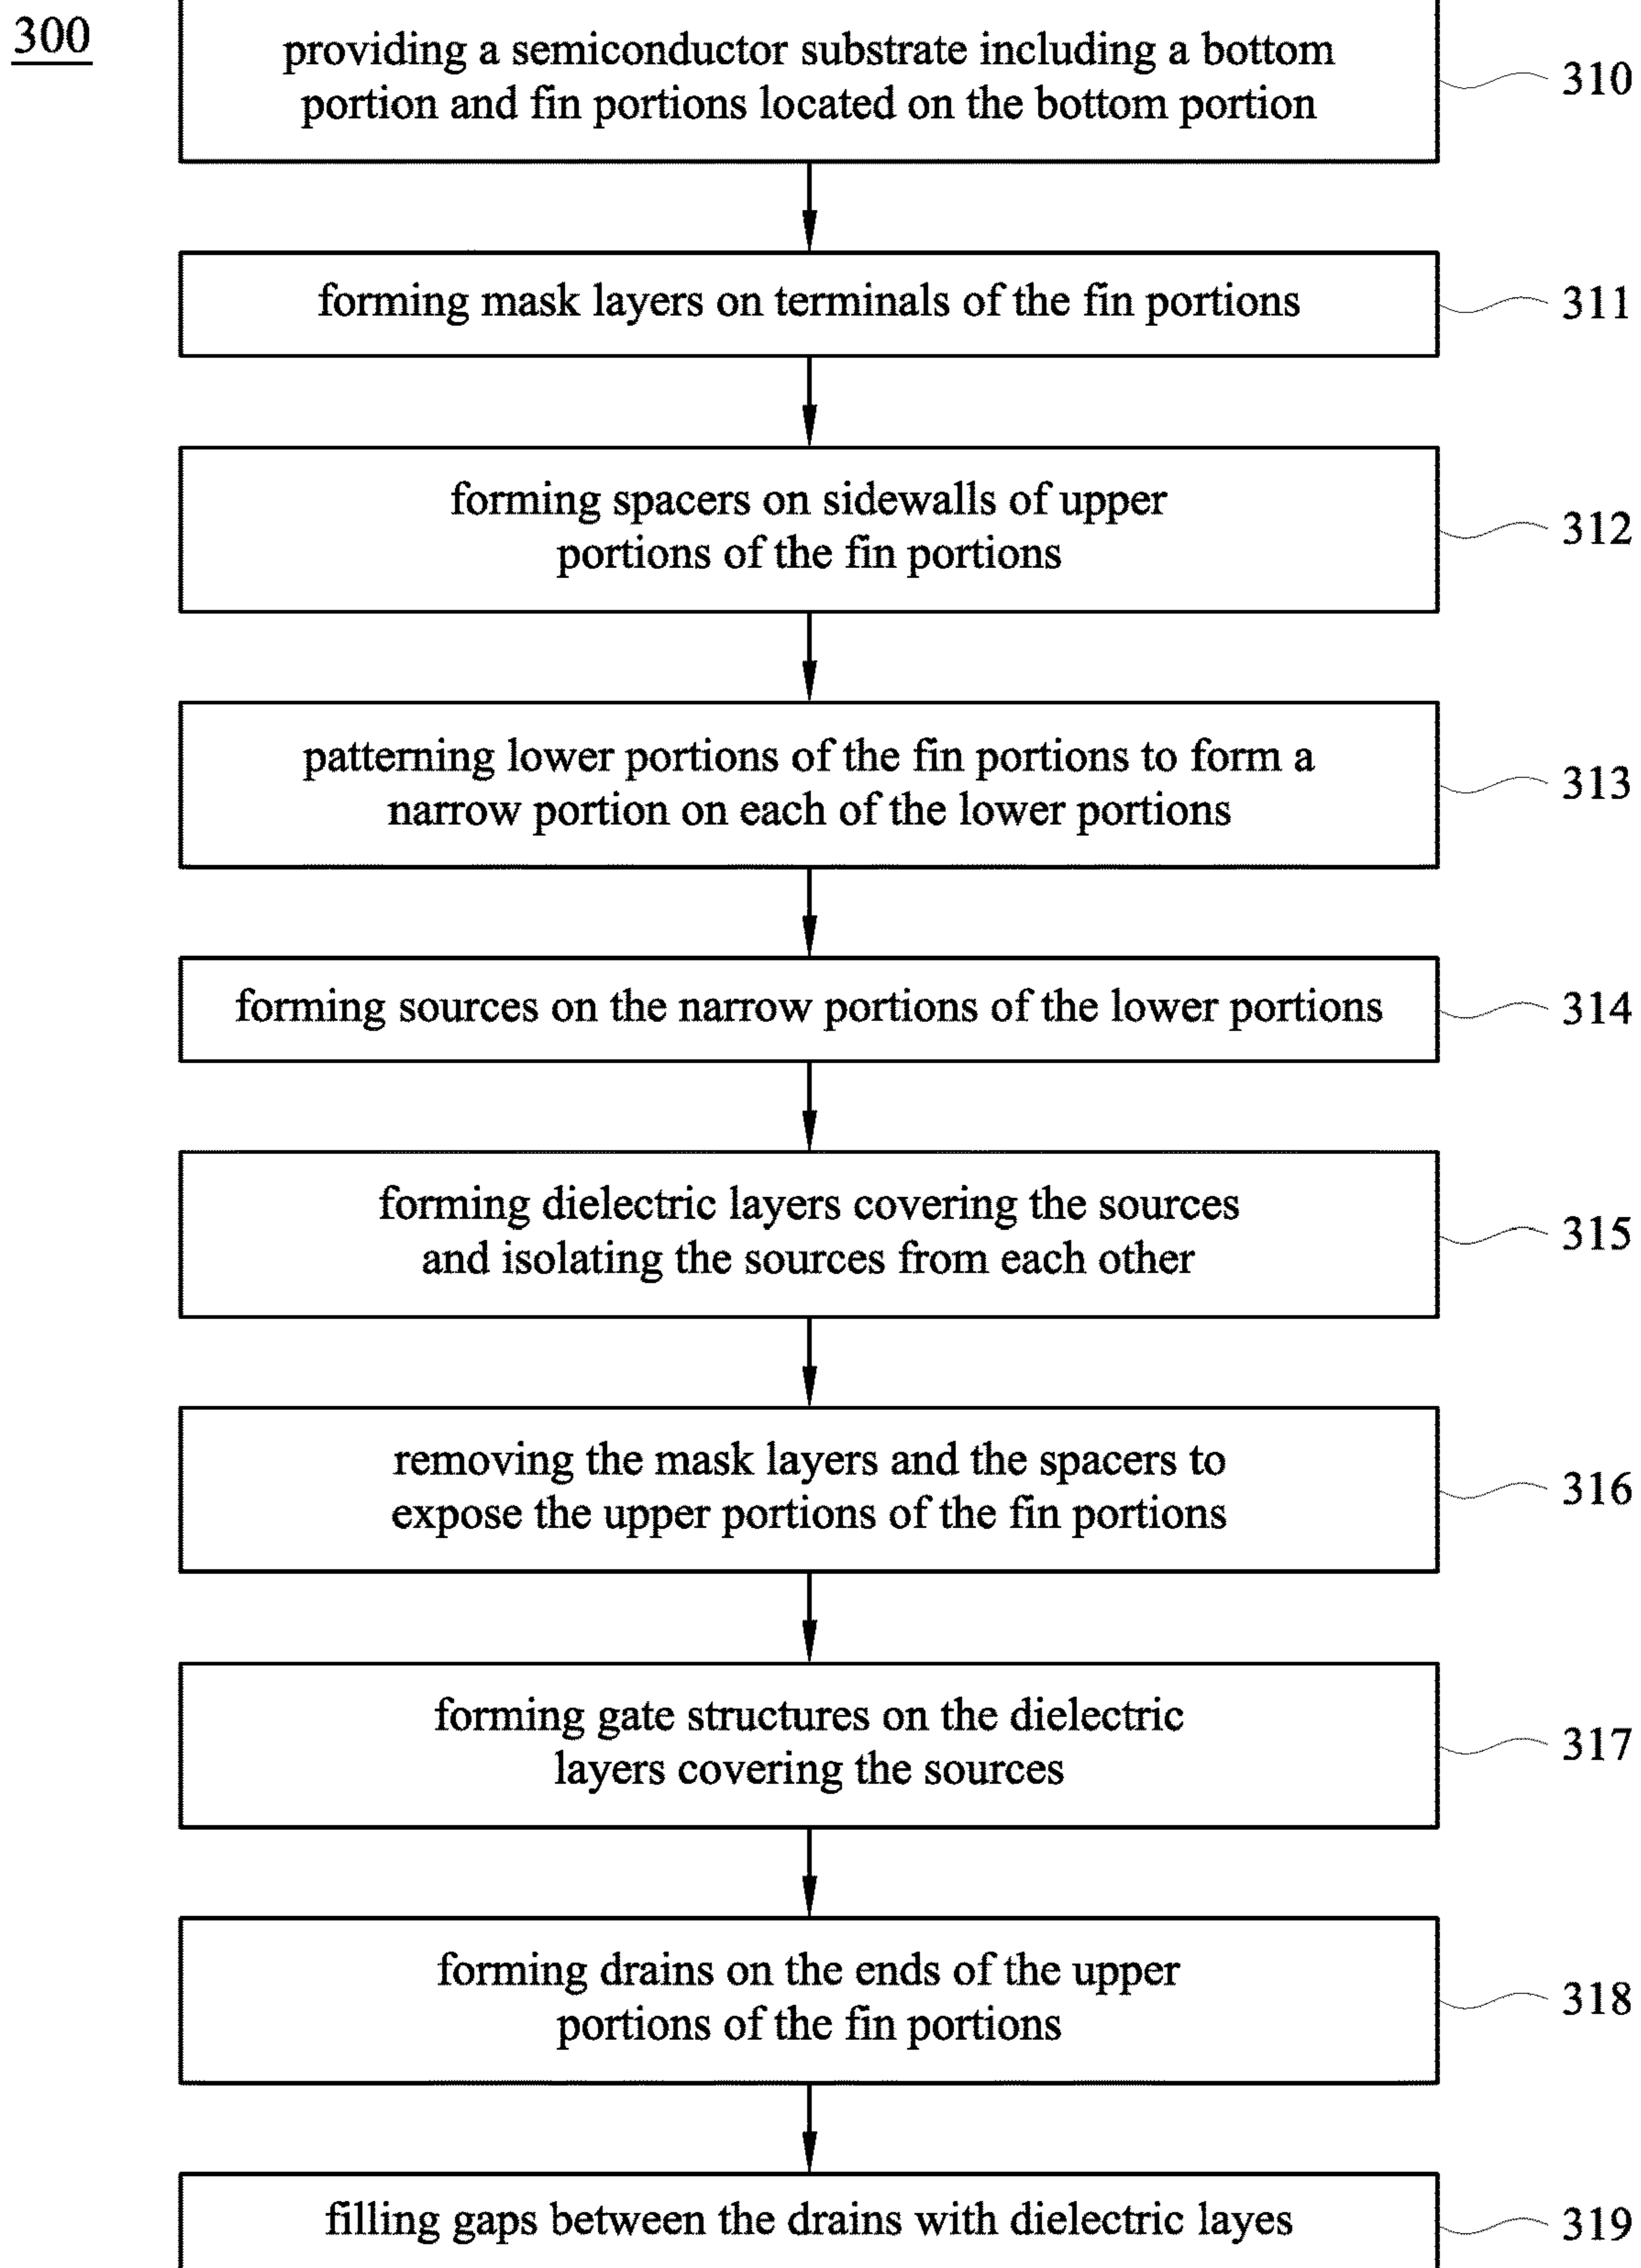 300
providing a semiconductor substrate including a bottom
portion and fin portions located on the bottom portion
310
forming mask layers on terminals of the fin portions
311
forming spacers on sidewalls of upper
portions of the fin portions
312
patterning lower portions of the fin portions to form a
narrow portion on each of the lower portions
313
forming sources on the narrow portions of the lower portions
314
forming dielectric layers covering the sources
and isolating the sources from each other
315
removing the mask layers and the spacers to
expose the upper portions of the fin portions
316
forming gate structures on the dielectric
layers covering the sources
317
forming drains on the ends of the upper
portions of the fin portions
318
filling gaps between the drains with dielectric layes
319